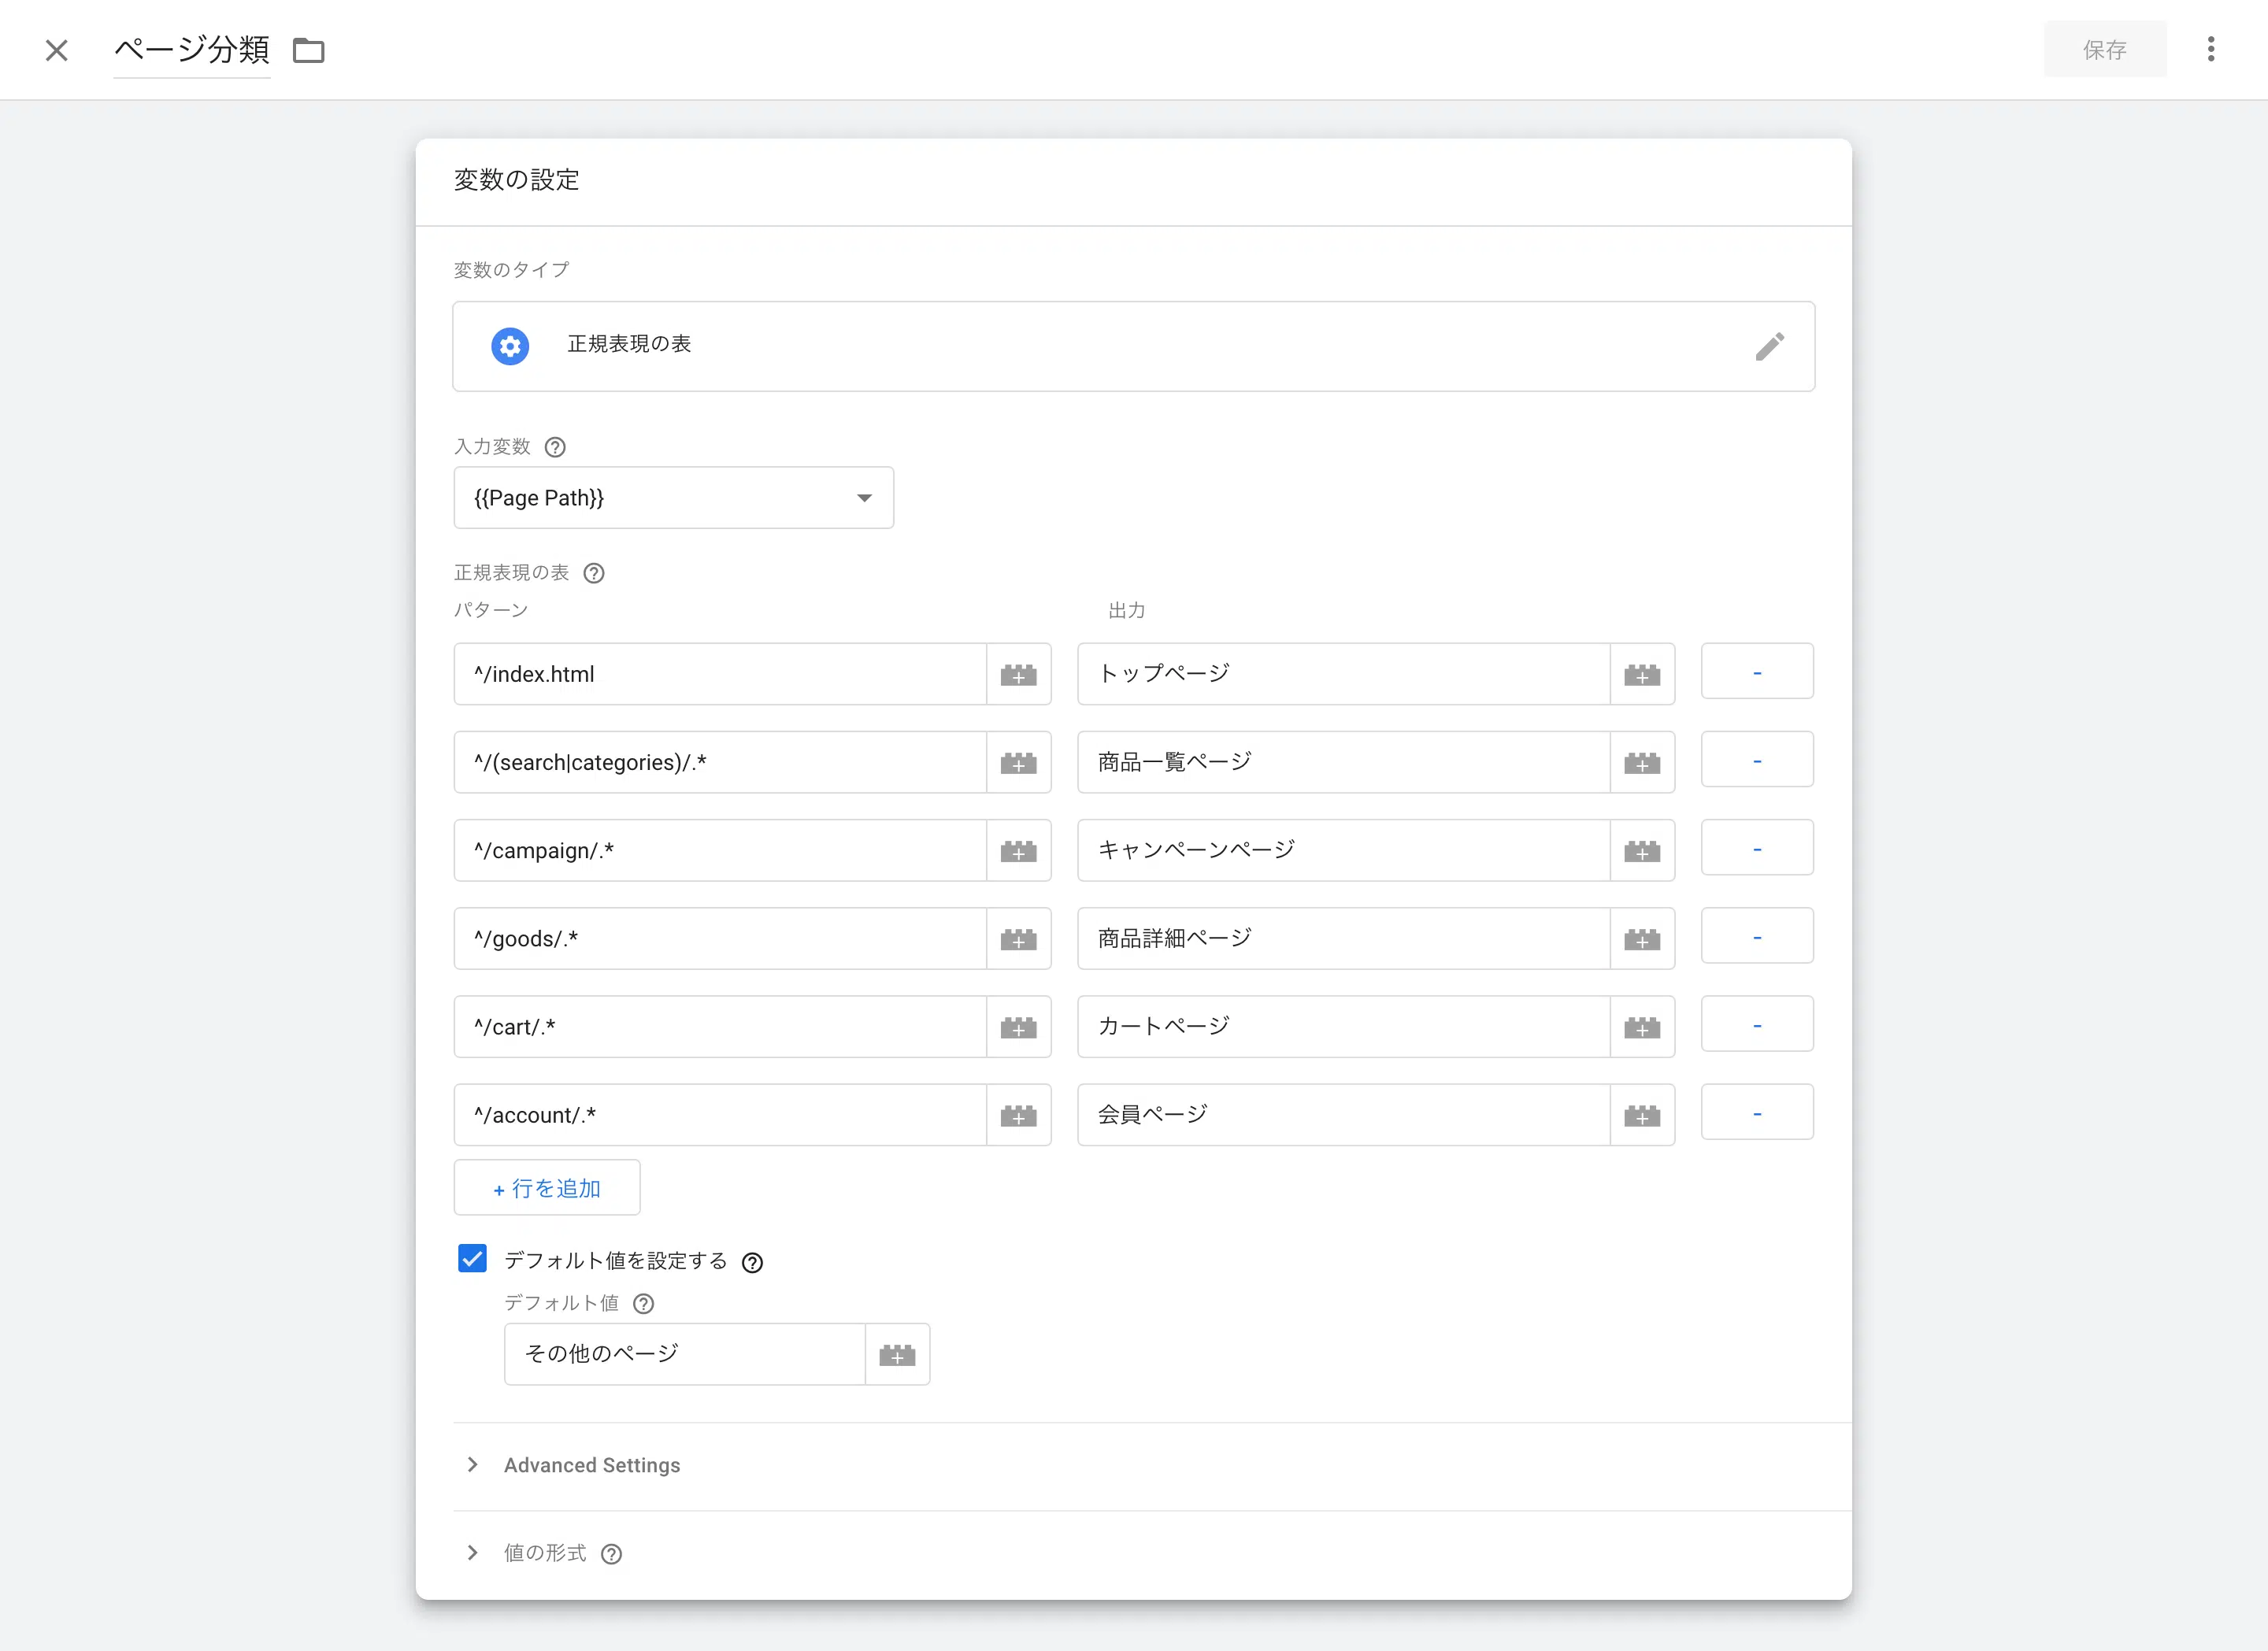 ページ分類
保存
変数の設定
変数のタイプ
正規表現の表
入力変数
{{Page Path}}
正規表現の表
パターン 出力
^/index.html トップページ -
^/(search|categories)/.* 商品一覧ページ -
^/campaign/.* キャンペーンページ -
^/goods/.* 商品詳細ページ -
^/cart/.* カートページ -
^/account/.* 会員ページ -
+ 行を追加
デフォルト値を設定する
デフォルト値
その他のページ
Advanced Settings
値の形式